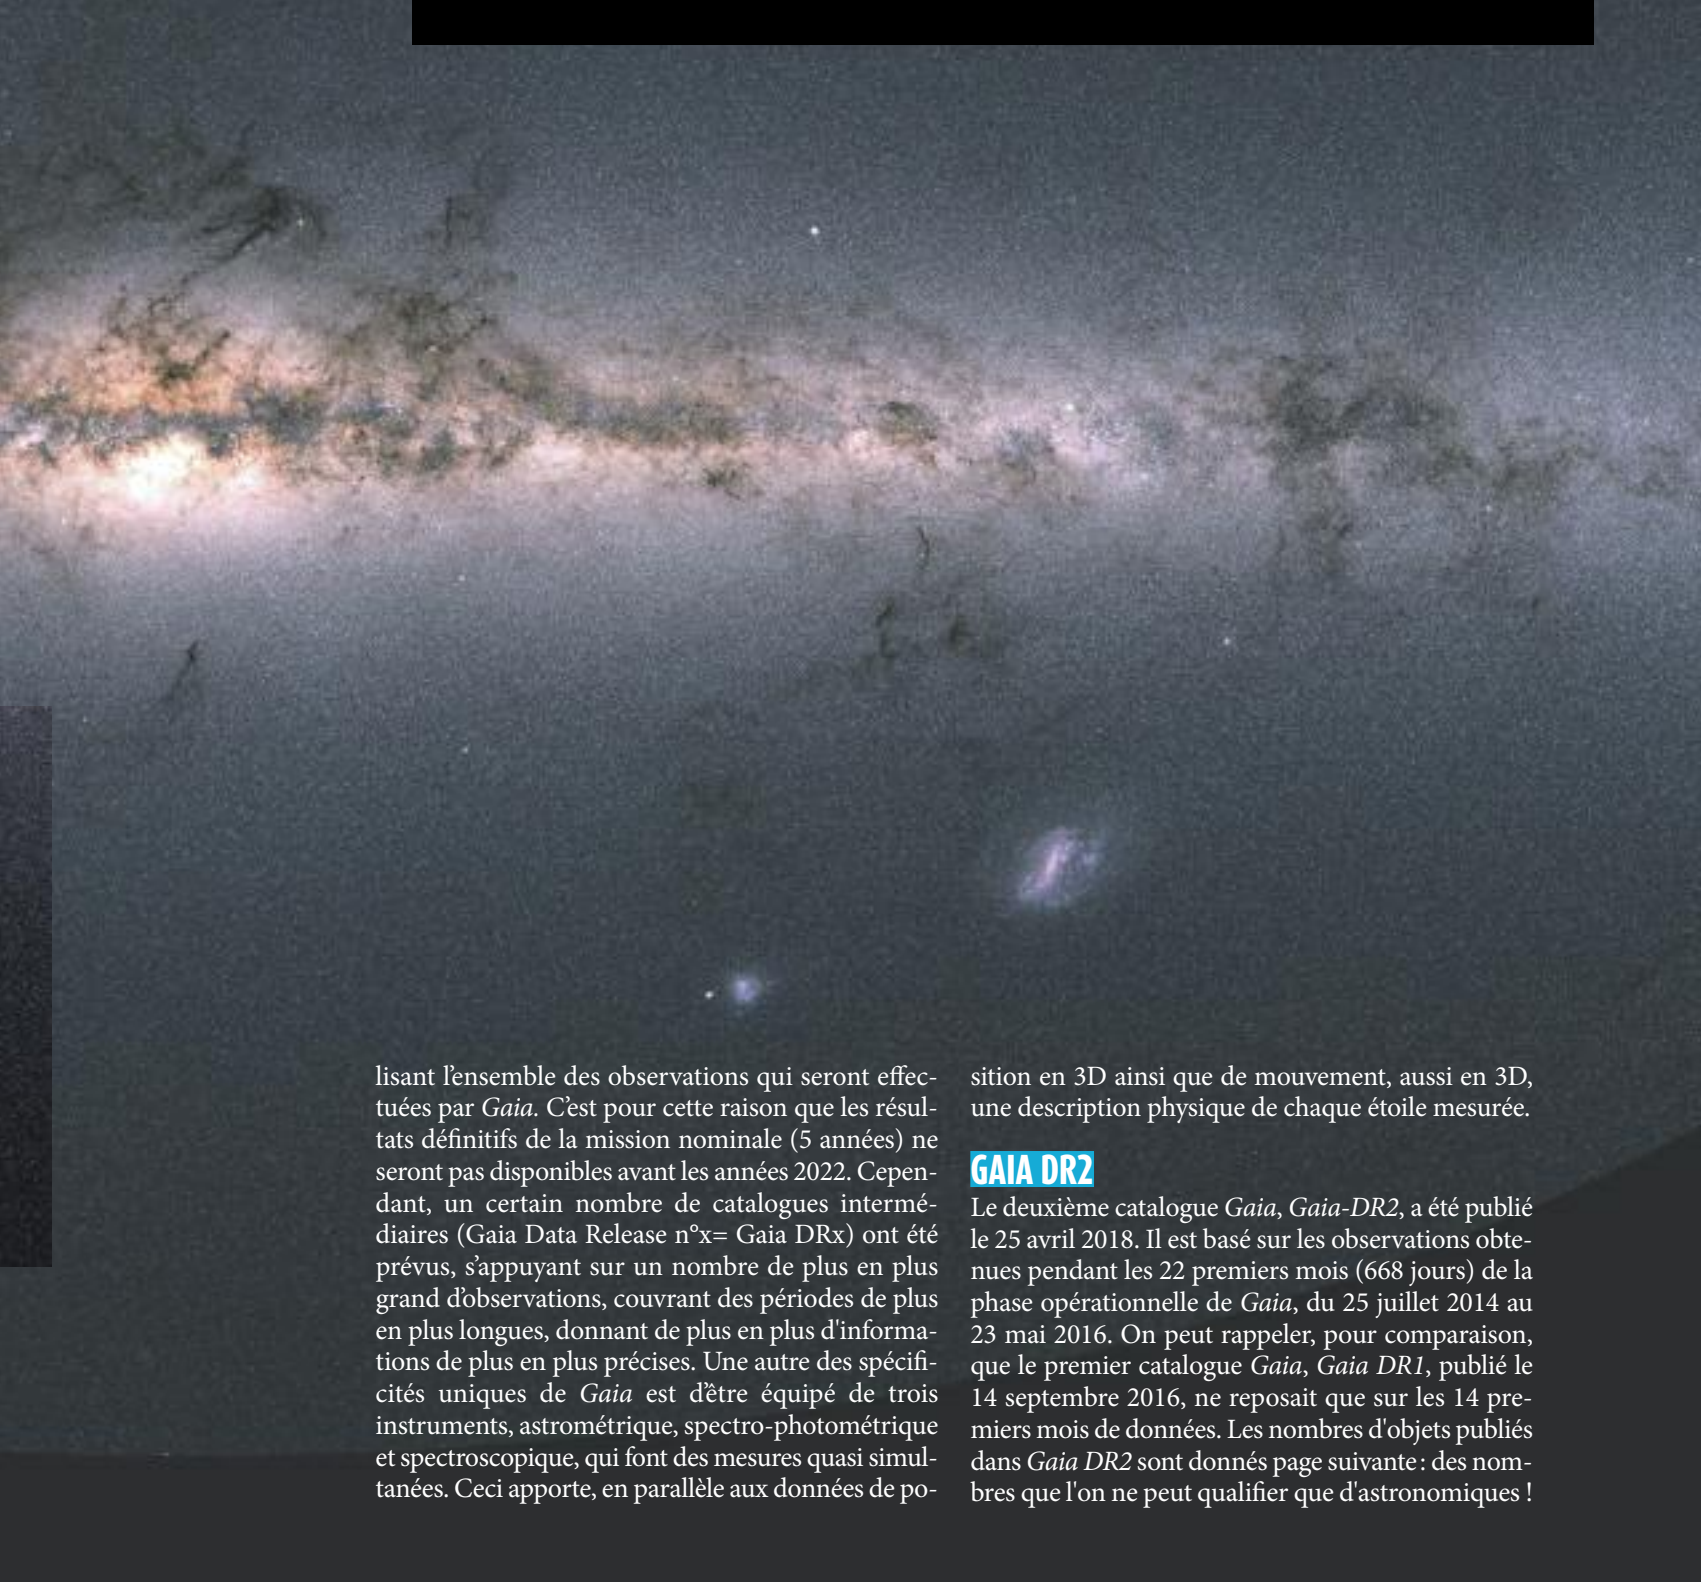 lisant l’ensemble des observations qui seront effec-
tuées par Gaia. C’est pour cette raison que les résul-
tats définitifs de la mission nominale (5 années) ne
seront pas disponibles avant les années 2022. Cepen-
dant, un certain nombre de catalogues intermé-
diaires (Gaia Data Release n°x= Gaia DRx) ont été
prévus, s’appuyant sur un nombre de plus en plus
grand d’observations, couvrant des périodes de plus
en plus longues, donnant de plus en plus d'informa-
tions de plus en plus précises. Une autre des spécifi-
cités uniques de Gaia est d’être équipé de trois
instruments, astrométrique, spectro-photométrique
et spectroscopique, qui font des mesures quasi simul-
tanées. Ceci apporte, en parallèle aux données de po-
sition en 3D ainsi que de mouvement, aussi en 3D,
une description physique de chaque étoile mesurée.
GAIA DR2
Le deuxième catalogue Gaia, Gaia-DR2, a été publié
le 25 avril 2018. Il est basé sur les observations obte-
nues pendant les 22 premiers mois (668 jours) de la
phase opérationnelle de Gaia, du 25 juillet 2014 au
23 mai 2016. On peut rappeler, pour comparaison,
que le premier catalogue Gaia, Gaia DR1, publié le
14 septembre 2016, ne reposait que sur les 14 pre-
miers mois de données. Les nombres d'objets publiés
dans Gaia DR2 sont donnés page suivante : des nom-
bres que l'on ne peut qualifier que d'astronomiques !